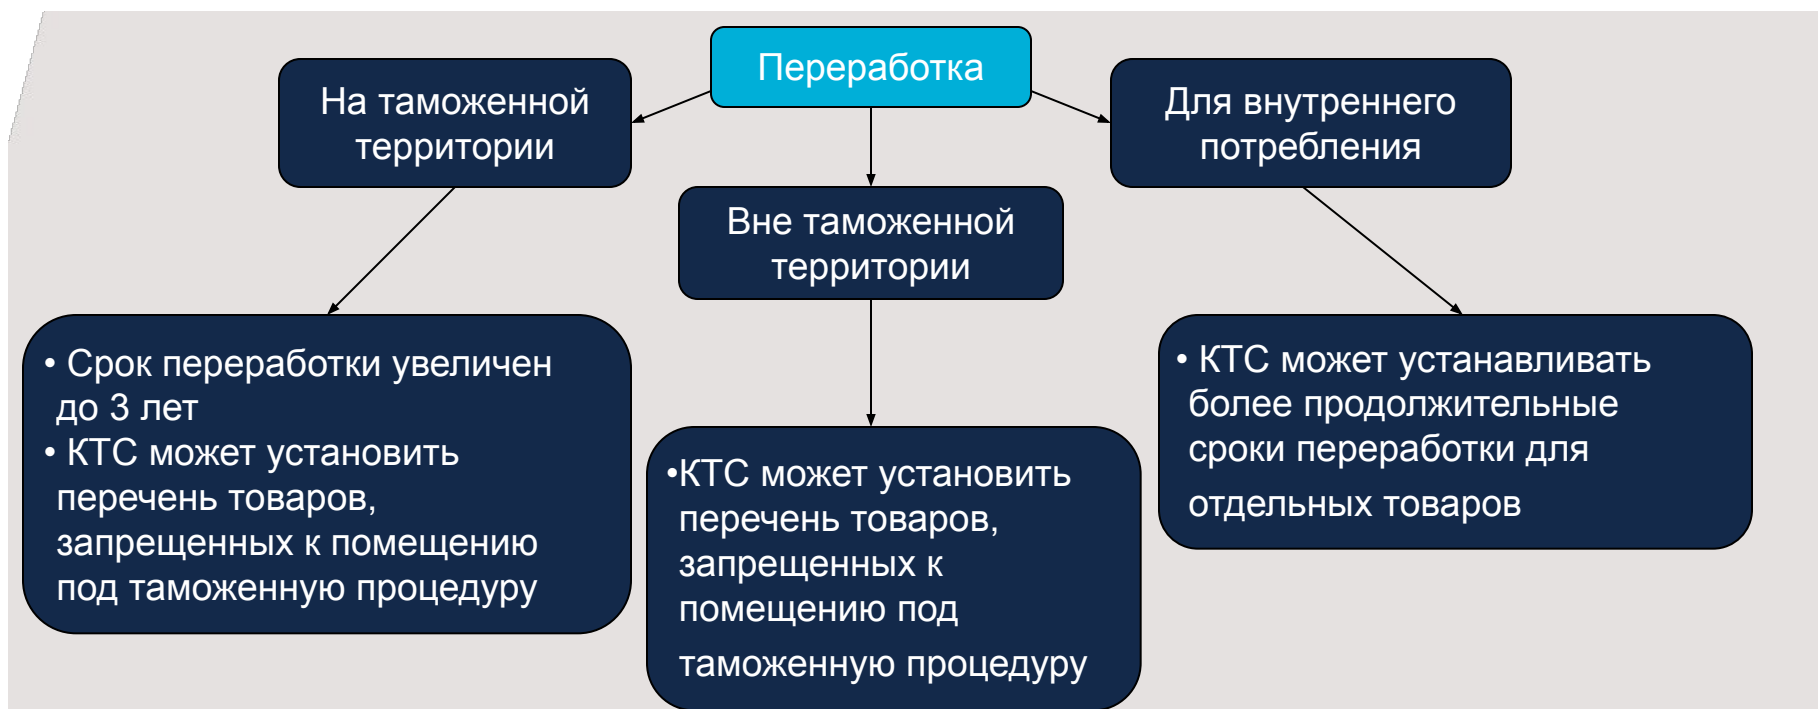 Переработка
На таможенной
территории
Для внутреннего
потребления
Вне таможенной
территории
• Срок переработки увеличен
до 3 лет
• КТС может установить
перечень товаров,
запрещенных к помещению
под таможенную процедуру
•КТС может установить
перечень товаров,
запрещенных к
помещению под
таможенную процедуру
• КТС может устанавливать
более продолжительные
сроки переработки для
отдельных товаров